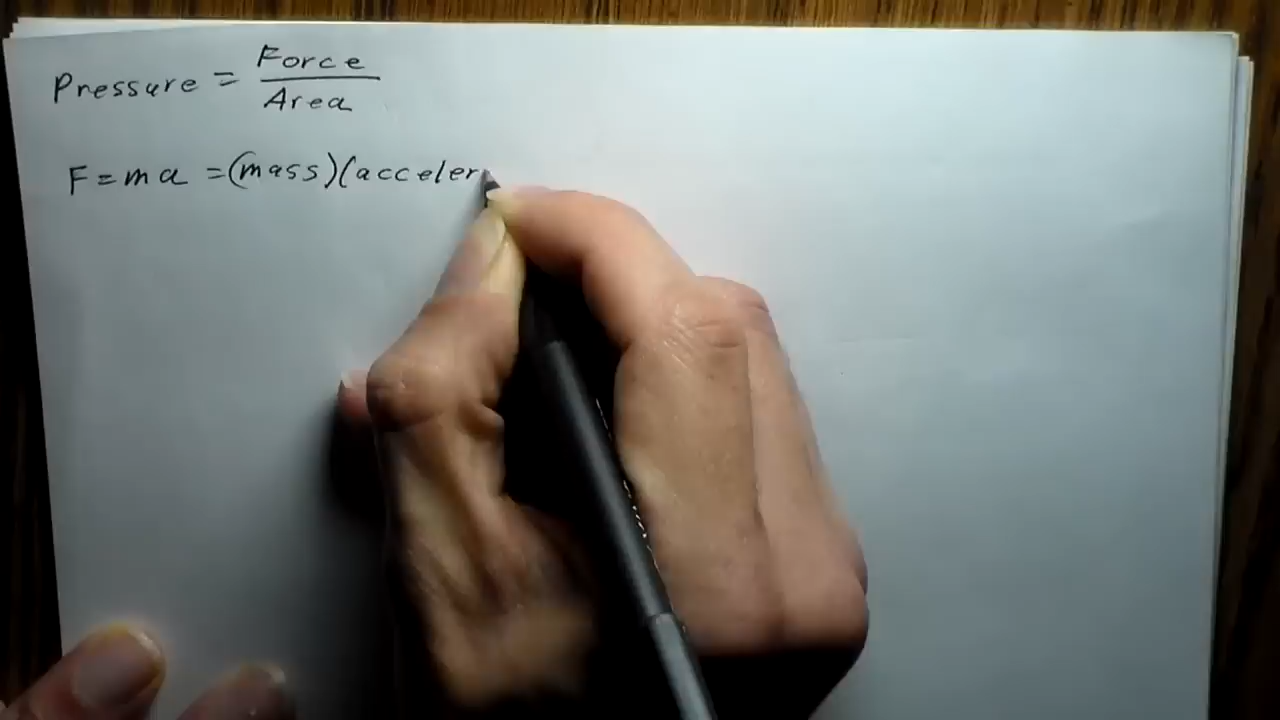 Pressure = Force / Area
F = ma = (mass)(acceler